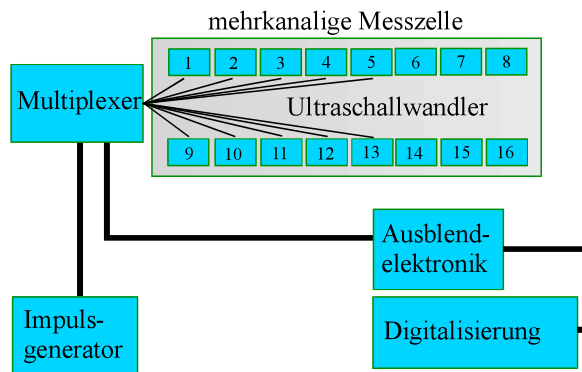 mehrkanalige Messzelle
1 2 3 4 5 6 7 8
Multiplexer
Ultraschallwandler
9 10 11 12 13 14 15 16
Ausblend-
elektronik
Impuls-
generator
Digitalisierung